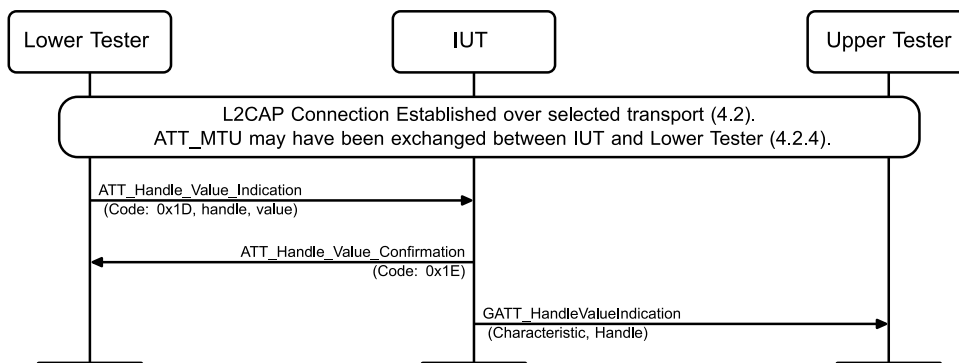 Lower Tester
IUT
Upper Tester
L2CAP Connection Established over selected transport (4.2).
ATT_MTU may have been exchanged between IUT and Lower Tester (4.2.4).
ATT_Handle_Value_Indication
(Code: 0x1D, handle, value)
ATT_Handle_Value_Confirmation
(Code: 0x1E)
GATT_HandleValueIndication
(Characteristic, Handle)